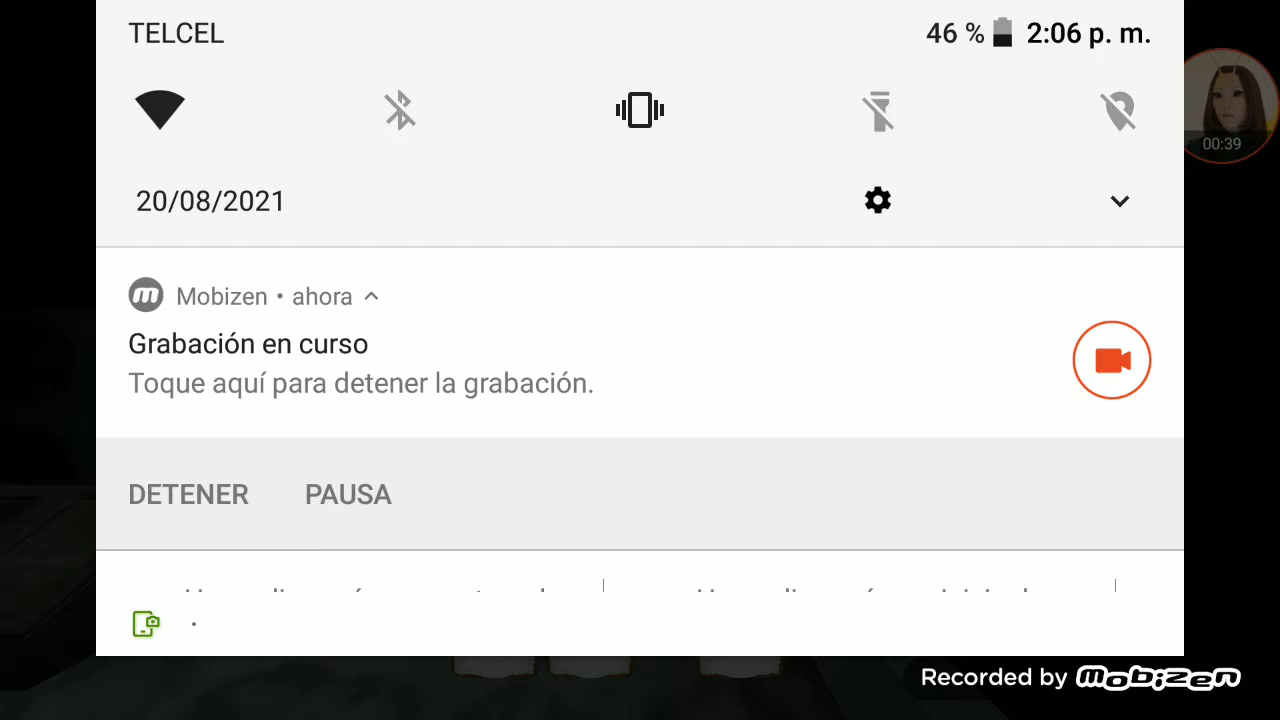 TELCEL 46 % 2:06 p. m.
00:39
20/08/2021
Mobizen • ahora
Grabación en curso
Toque aquí para detener la grabación.
DETENER PAUSA
Recorded by mobizen